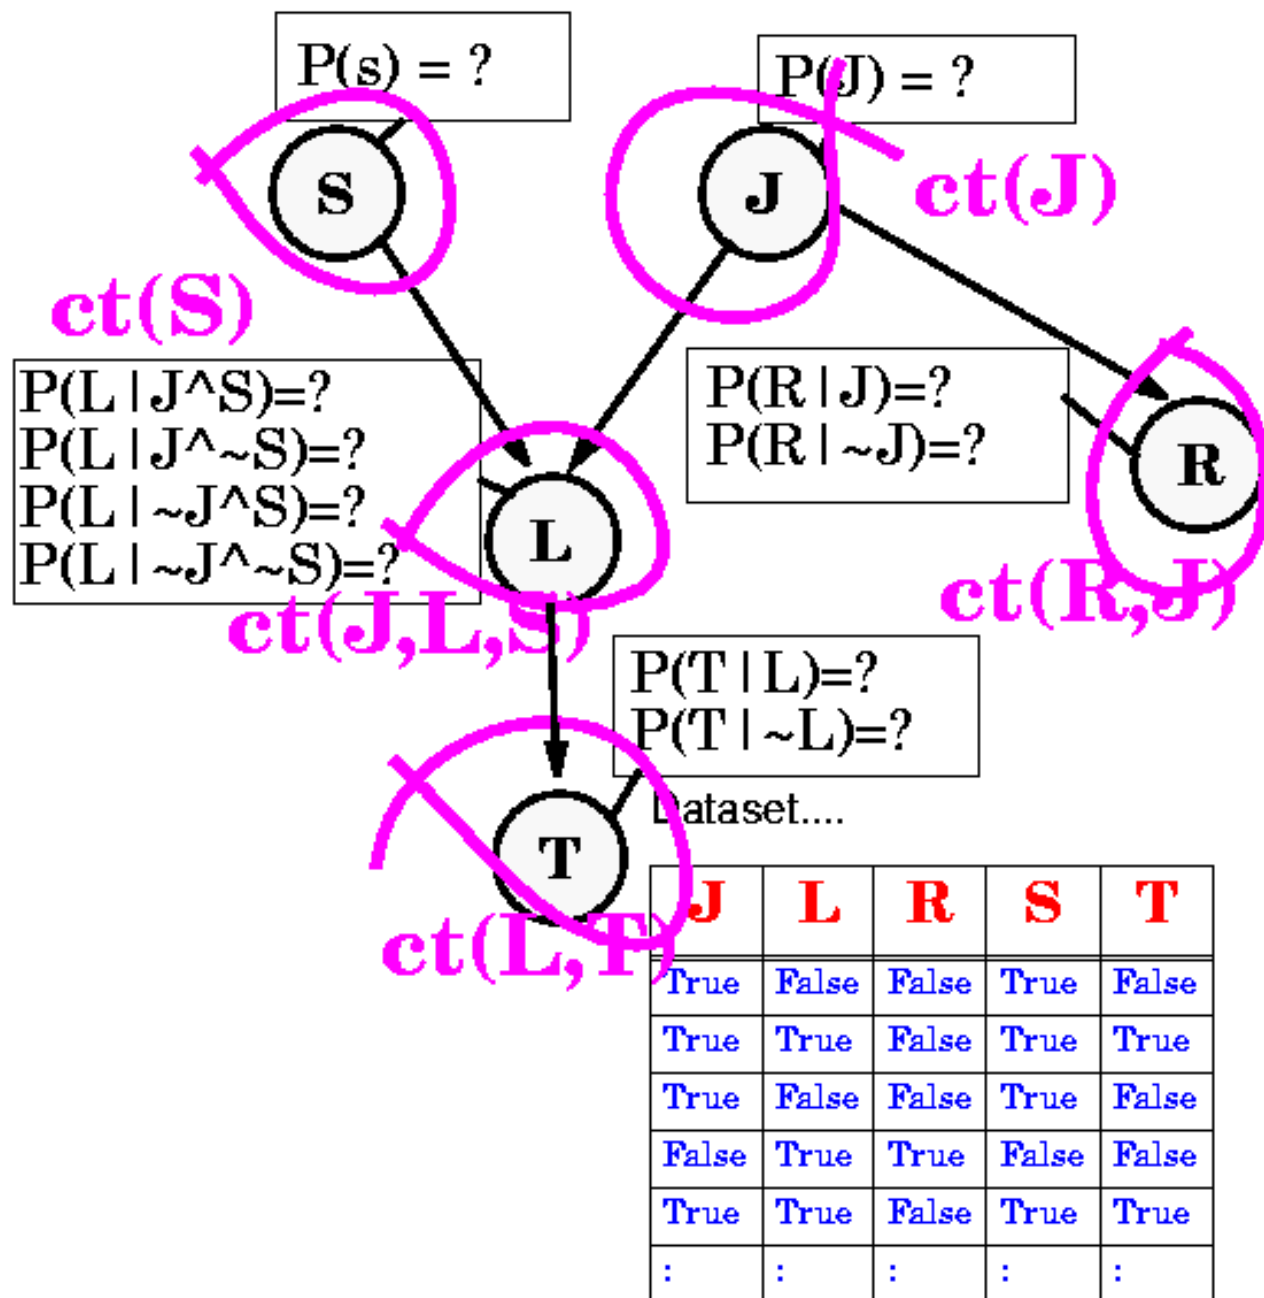 P(s) = ?
P(J) = ?
S
J
ct(J)
ct(S)
P(L|J^S)=?
P(L|J^~S)=?
P(L|~J^S)=?
P(L|~J^~S)=?
P(R|J)=?
P(R|~J)=?
R
L
ct(R,J)
ct(J,L,S)
P(T|L)=?
P(T|~L)=?
Dataset....
T
ct(L,T)
J L R S T
True False False True False
True True False True True
True False False True False
False True True False False
True True False True True
: : : : :